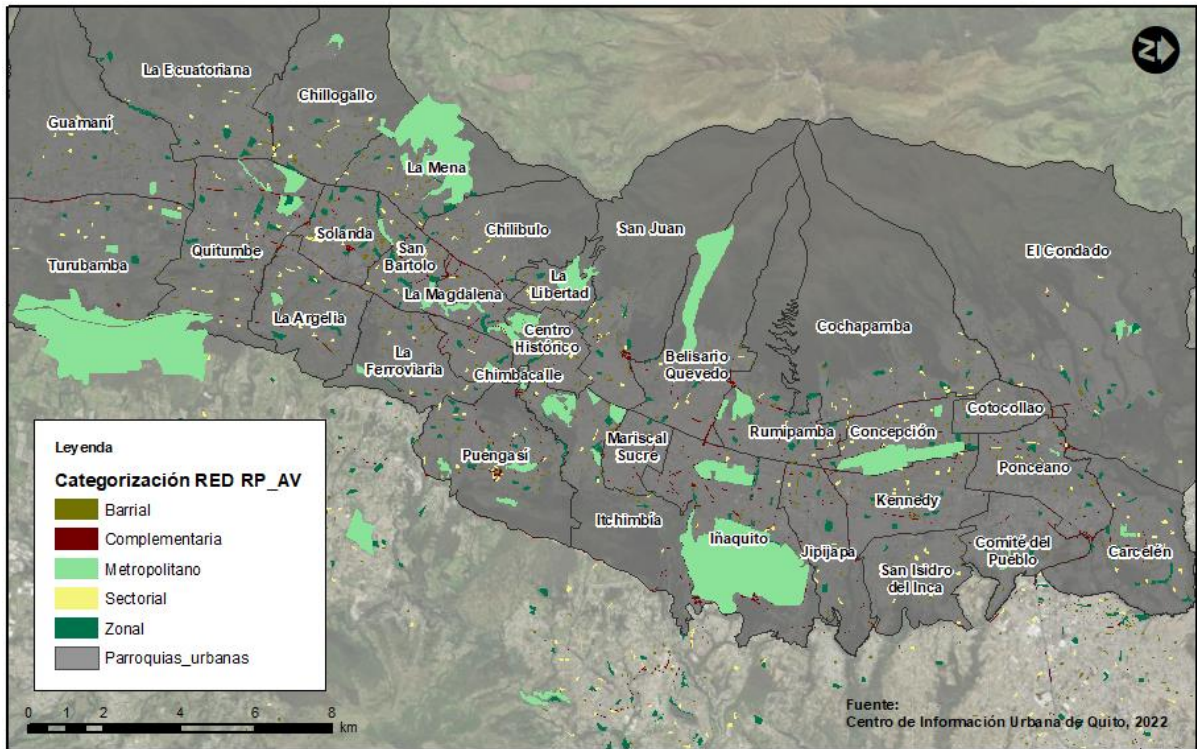 N
La Ecuatoriana
Chillogallo
Guamaní
La Mena
San Juan
Chilibulo
El Condado
Solanda
Quitumbe
San
Bartolo
Turubamba
La
Libertad
La Magdalena
La Argelia
Centro
Histórico
Cochapamba
La
Ferroviaria
Chimbacalle
Belisario
Quevedo
Cotocollao
Rumipamba
Concepción
Mariscal
Sucre
Puengasí
Ponceano
Kennedy
Itchimbía
Iñaquito
Jipijapa
Comité del
Pueblo
Carcelén
San Isidro
del Inca
Leyenda
Categorización RED RP_AV
Barrial
Complementaria
Metropolitano
Sectorial
Zonal
Parroquias_urbanas
0 1 2 4 6 8
km
Fuente:
Centro de Información Urbana de Quito, 2022